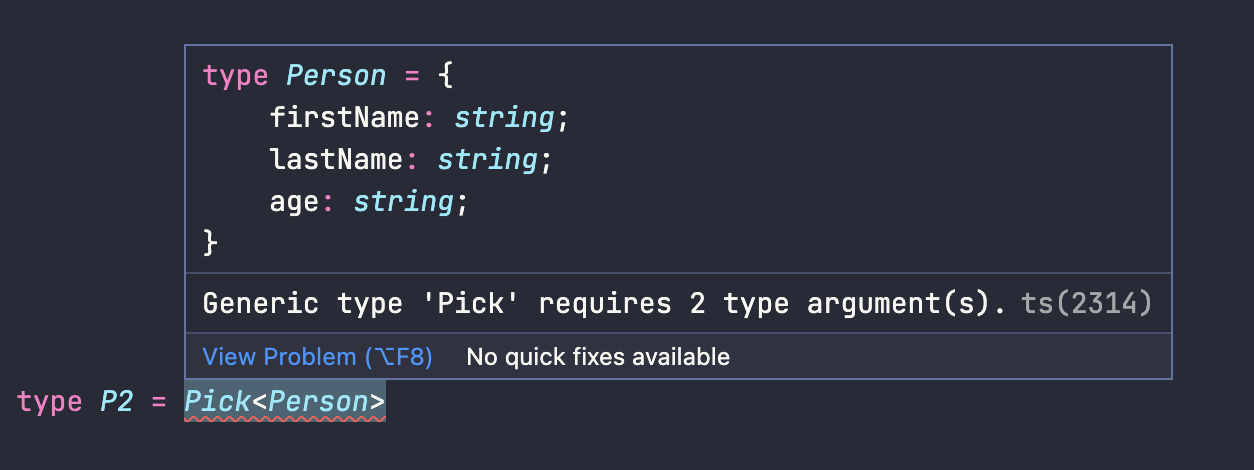 type Person = {
    firstName: string;
    lastName: string;
    age: string;
}
Generic type 'Pick' requires 2 type argument(s). ts(2314)
View Problem (⌥F8) No quick fixes available
type P2 = Pick<Person>